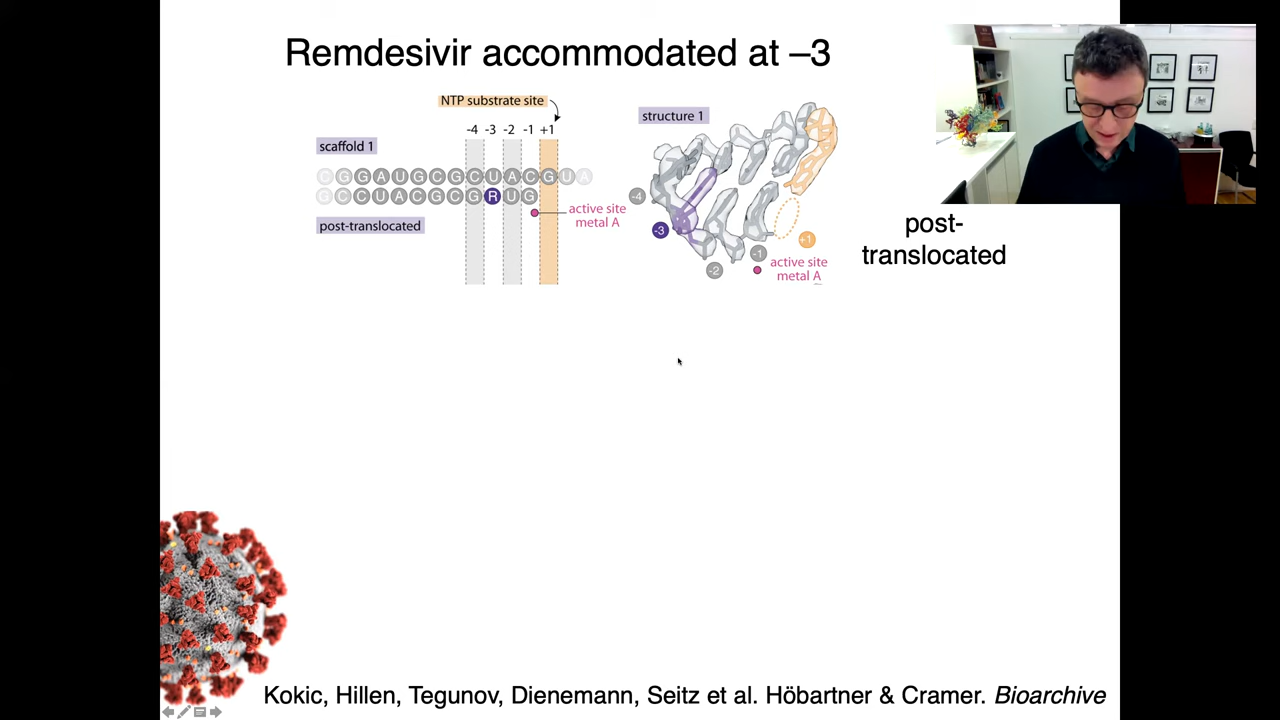 Remdesivir accommodated at –3
NTP substrate site
-4 -3 -2 -1 +1
scaffold 1
CGGAUGCGCUACGUA
GCCUACGCGRUG
active site
metal A
post-translocated
structure 1
-4
-3
-2
-1
+1
active site
metal A
post-
translocated
Kokic, Hillen, Tegunov, Dienemann, Seitz et al. Höbartner & Cramer. Bioarchive